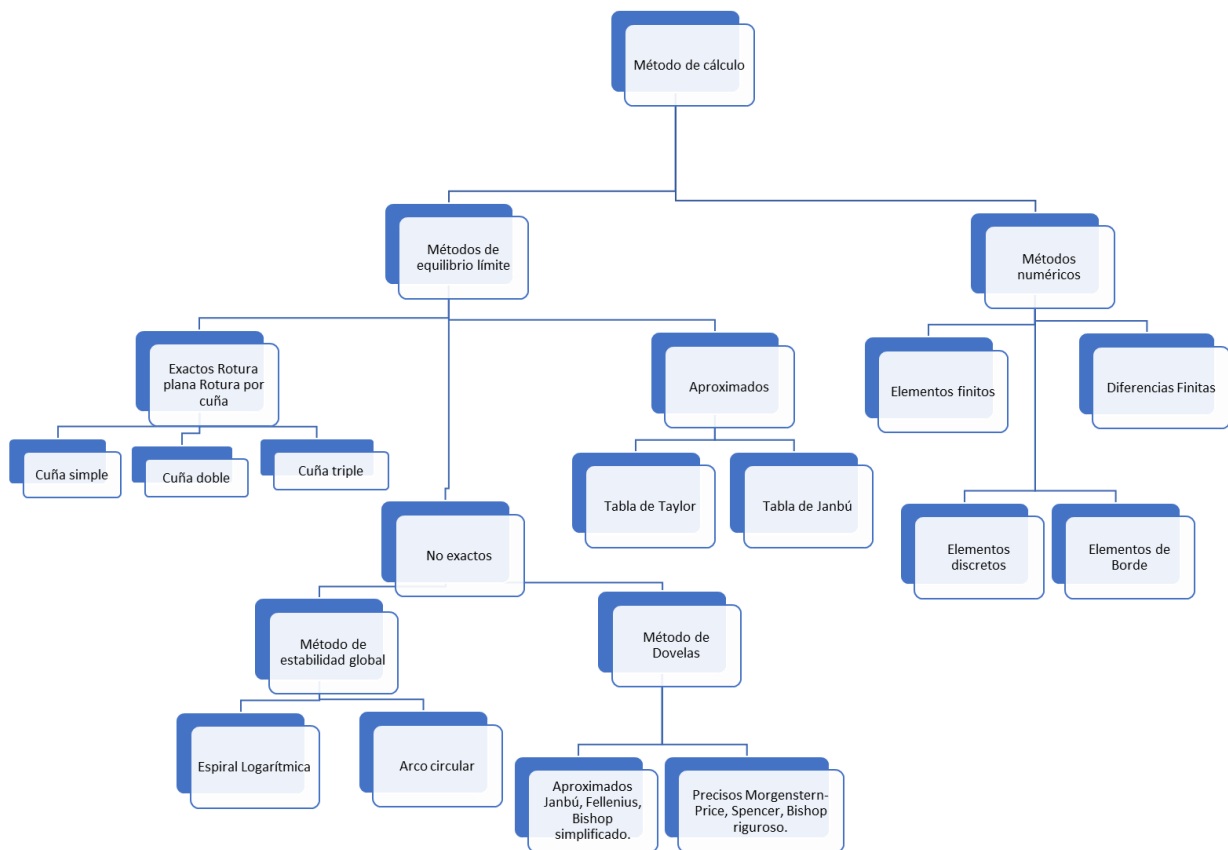 Método de cálculo
Métodos de
equilibrio límite
Métodos
numéricos
Exactos Rotura
plana Rotura por
cuña
Aproximados
Elementos finitos
Diferencias Finitas
Cuña simple
Cuña doble
Cuña triple
Tabla de Taylor
Tabla de Janbú
No exactos
Elementos
discretos
Elementos de
Borde
Método de
estabilidad global
Método de
Dovelas
Espiral Logarítmica
Arco circular
Aproximados
Janbú, Fellenius,
Bishop
simplificado.
Precisos Morgenstern-
Price, Spencer, Bishop
riguroso.